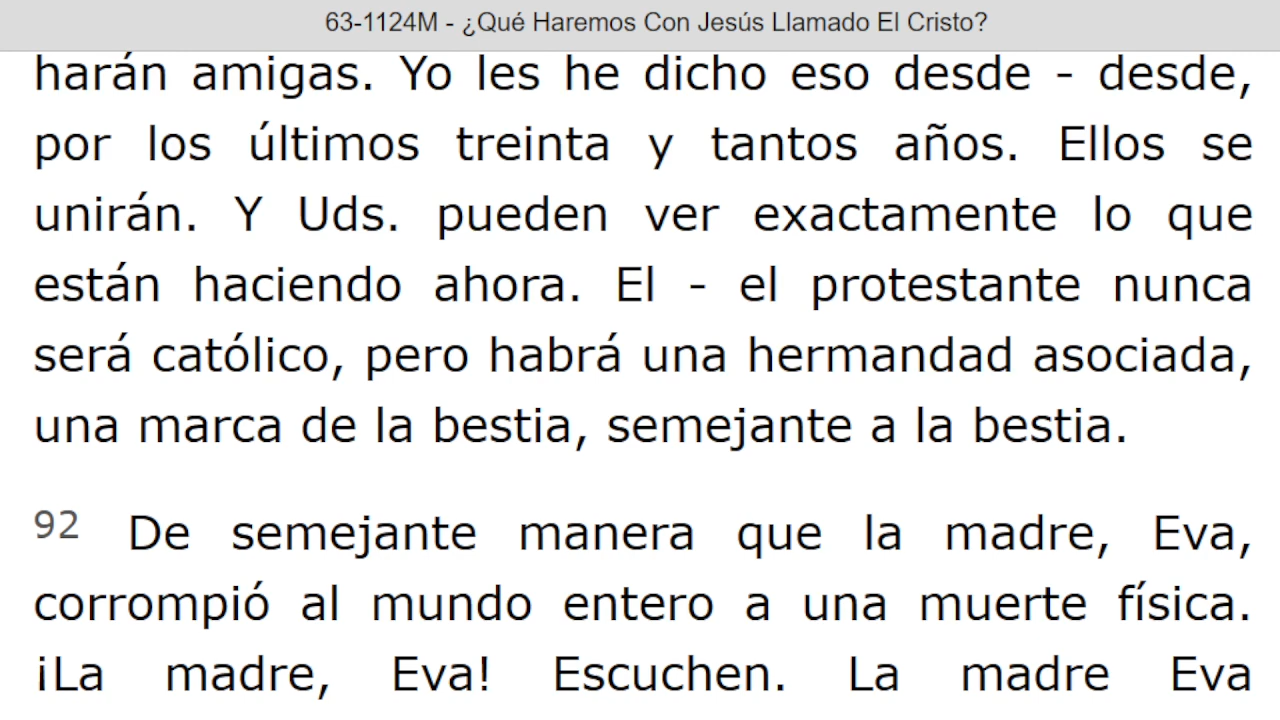 63-1124M - ¿Qué Haremos Con Jesús Llamado El Cristo?
harán amigas. Yo les he dicho eso desde - desde,
por los últimos treinta y tantos años. Ellos se
unirán. Y Uds. pueden ver exactamente lo que
están haciendo ahora. El - el protestante nunca
será católico, pero habrá una hermandad asociada,
una marca de la bestia, semejante a la bestia.
92 De semejante manera que la madre, Eva,
corrompió al mundo entero a una muerte física.
¡La madre, Eva! Escuchen. La madre Eva